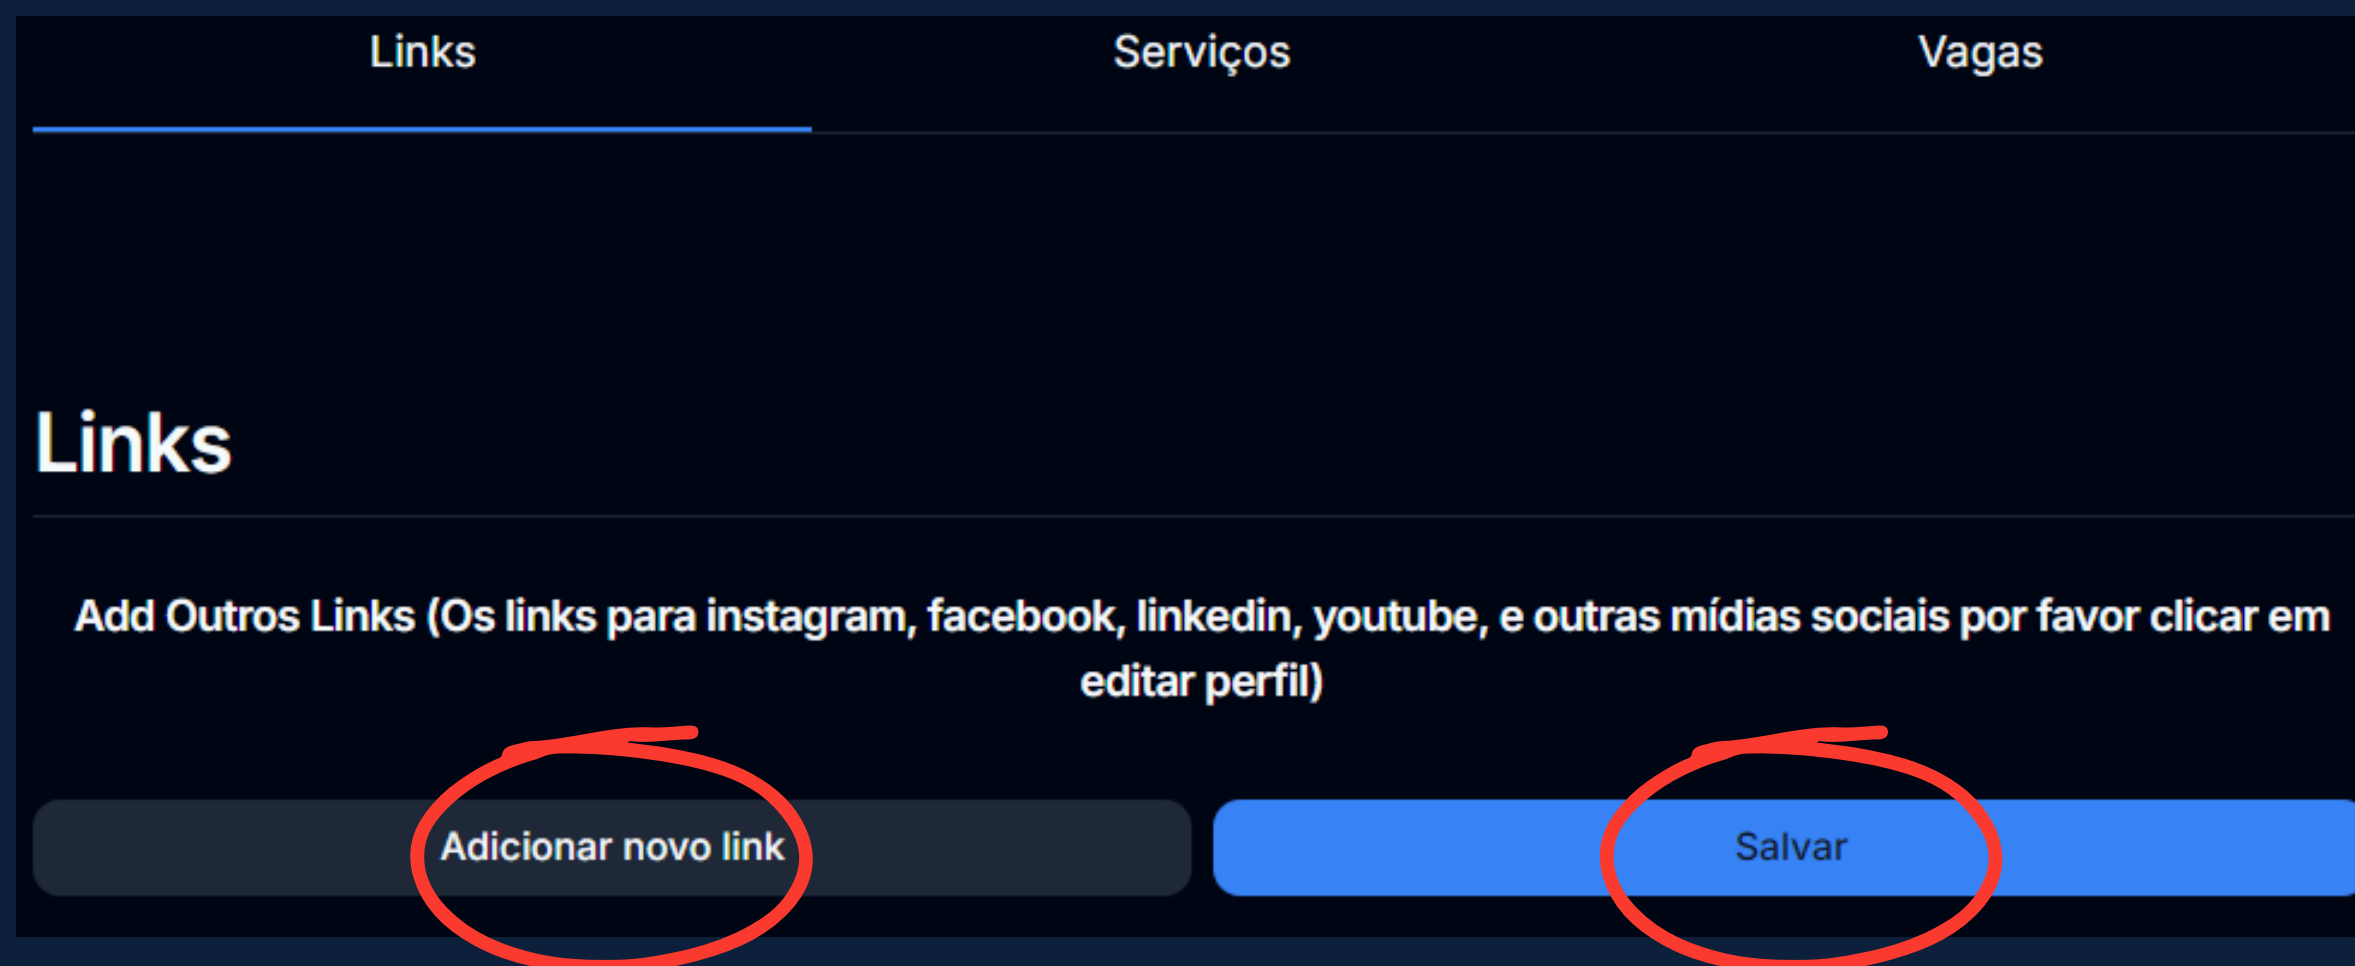 Links Serviços Vagas
Links
Add Outros Links (Os links para instagram, facebook, linkedin, youtube, e outras mídias sociais por favor clicar em
editar perfil)
Adicionar novo link Salvar